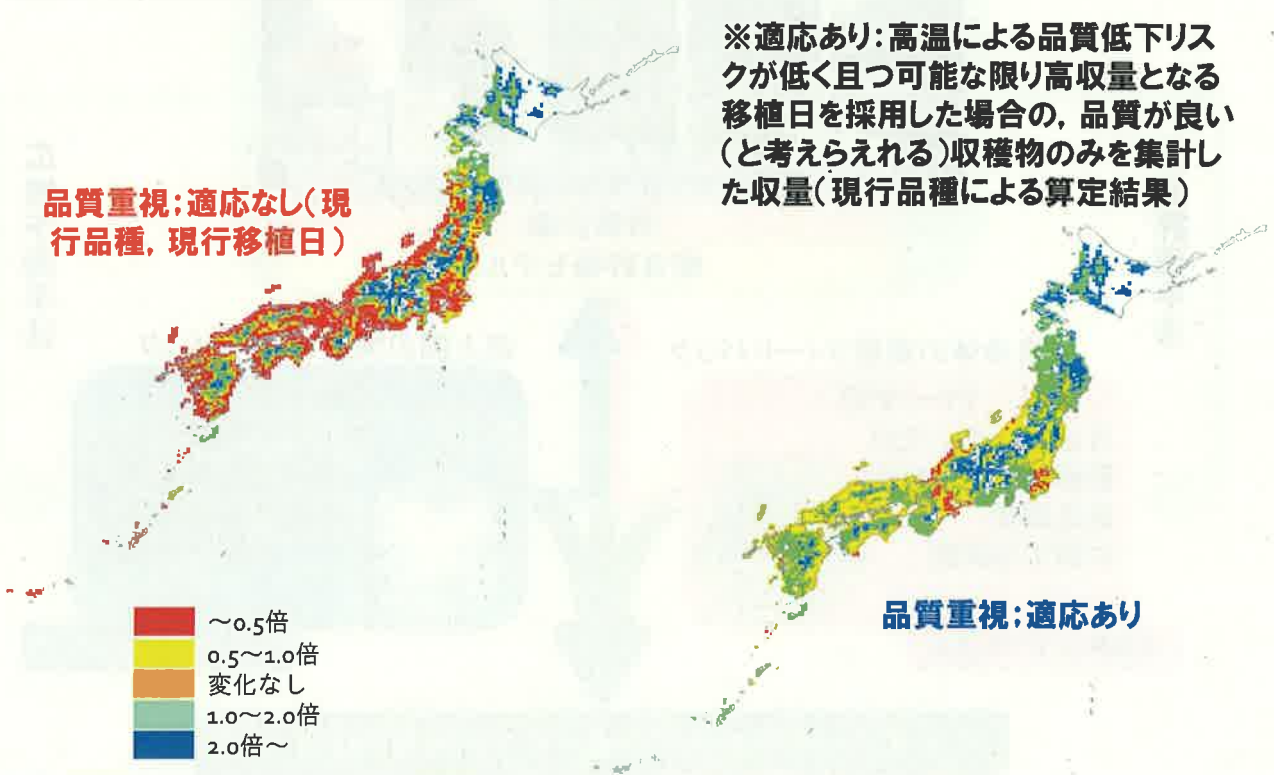 ※適応あり:高温による品質低下リス
クが低く且つ可能な限り高収量となる
移植日を採用した場合の，品質が良い
(と考えらえれる)収穫物のみを集計し
た収量(現行品種による算定結果)
品質重視;適応なし(現
行品種，現行移植日)
品質重視;適応あり
～0.5倍
0.5～1.0倍
変化なし
1.0～2.0倍
2.0倍～